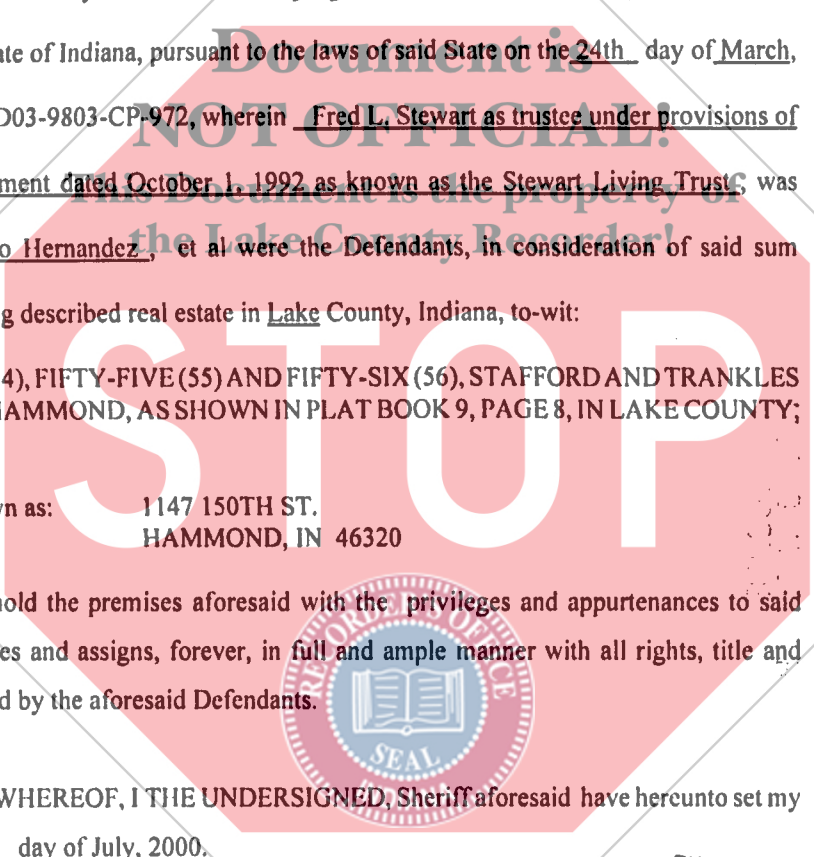 ate of Indiana, pursuant to the laws of said State on the 24th day of March,
Document is
D03-9803-CP-972, wherein Fred L. Stewart as trustee under provisions of
NOT OFFICIAL!
ment dated October 1, 1992 as known as the Stewart Living Trust, was
This Document is the property of
o Hernandez, et al were the Defendants, in consideration of said sum
the Lake County Recorder!
g described real estate in Lake County, Indiana, to-wit:
STOP
4), FIFTY-FIVE (55) AND FIFTY-SIX (56), STAFFORD AND TRANKLES
HAMMOND, AS SHOWN IN PLAT BOOK 9, PAGE 8, IN LAKE COUNTY;
n as: 1147 150TH ST.
HAMMOND, IN 46320
hold the premises aforesaid with the privileges and appurtenances to said
es and assigns, forever, in full and ample manner with all rights, title and
d by the aforesaid Defendants.
RECORDER'S OFFICE
SEAL
WHEREOF, I THE UNDERSIGNED, Sheriff aforesaid have hereunto set my
day of July, 2000.